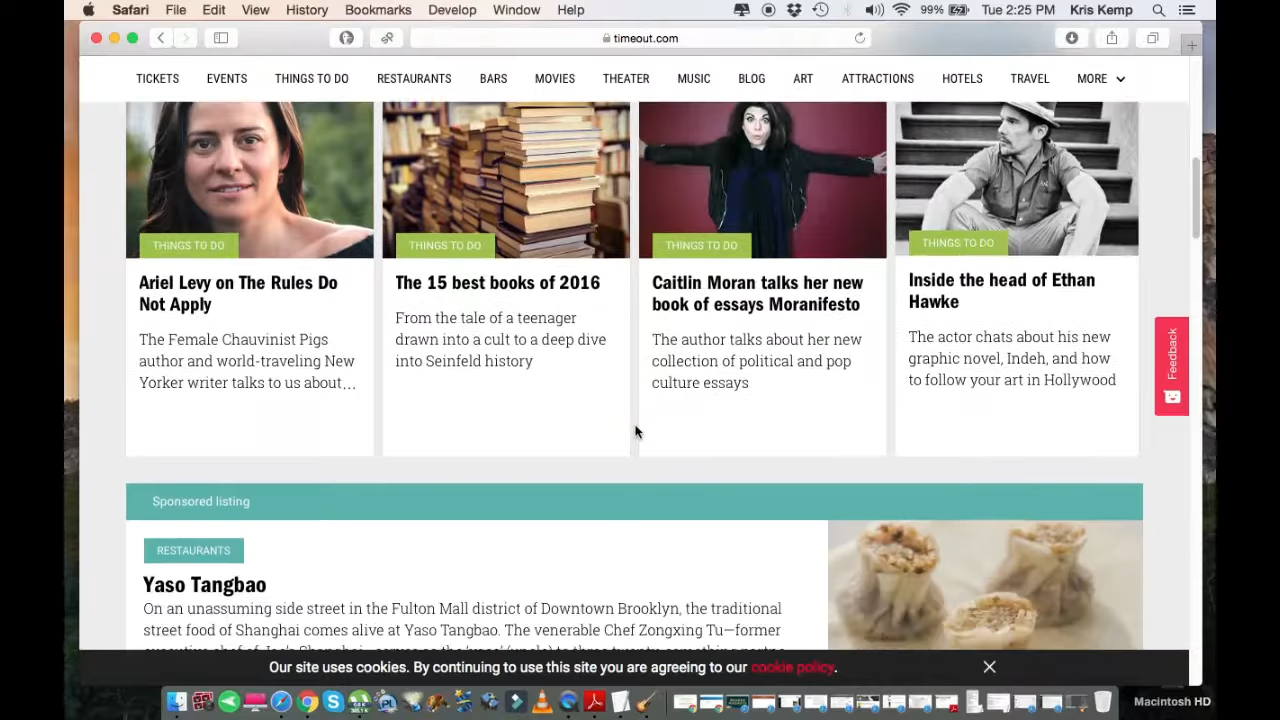 Safari File Edit View History Bookmarks Develop Window Help 99% Tue 2:25 PM Kris Kemp
timeout.com
TICKETS EVENTS THINGS TO DO RESTAURANTS BARS MOVIES THEATER MUSIC BLOG ART ATTRACTIONS HOTELS TRAVEL MORE
THINGS TO DO THINGS TO DO THINGS TO DO THINGS TO DO
Ariel Levy on The Rules Do
Not Apply
The Female Chauvinist Pigs
author and world-traveling New
Yorker writer talks to us about...
The 15 best books of 2016
From the tale of a teenager
drawn into a cult to a deep dive
into Seinfeld history
Caitlin Moran talks her new
book of essays Moranifesto
The author talks about her new
collection of political and pop
culture essays
Inside the head of Ethan
Hawke
The actor chats about his new
graphic novel, Indeh, and how
to follow your art in Hollywood
Feedback
Sponsored listing
RESTAURANTS
Yaso Tangbao
On an unassuming side street in the Fulton Mall district of Downtown Brooklyn, the traditional
street food of Shanghai comes alive at Yaso Tangbao. The venerable Chef Zongxing Tu—former
Our site uses cookies. By continuing to use this site you are agreeing to our cookie policy.
Macintosh HD